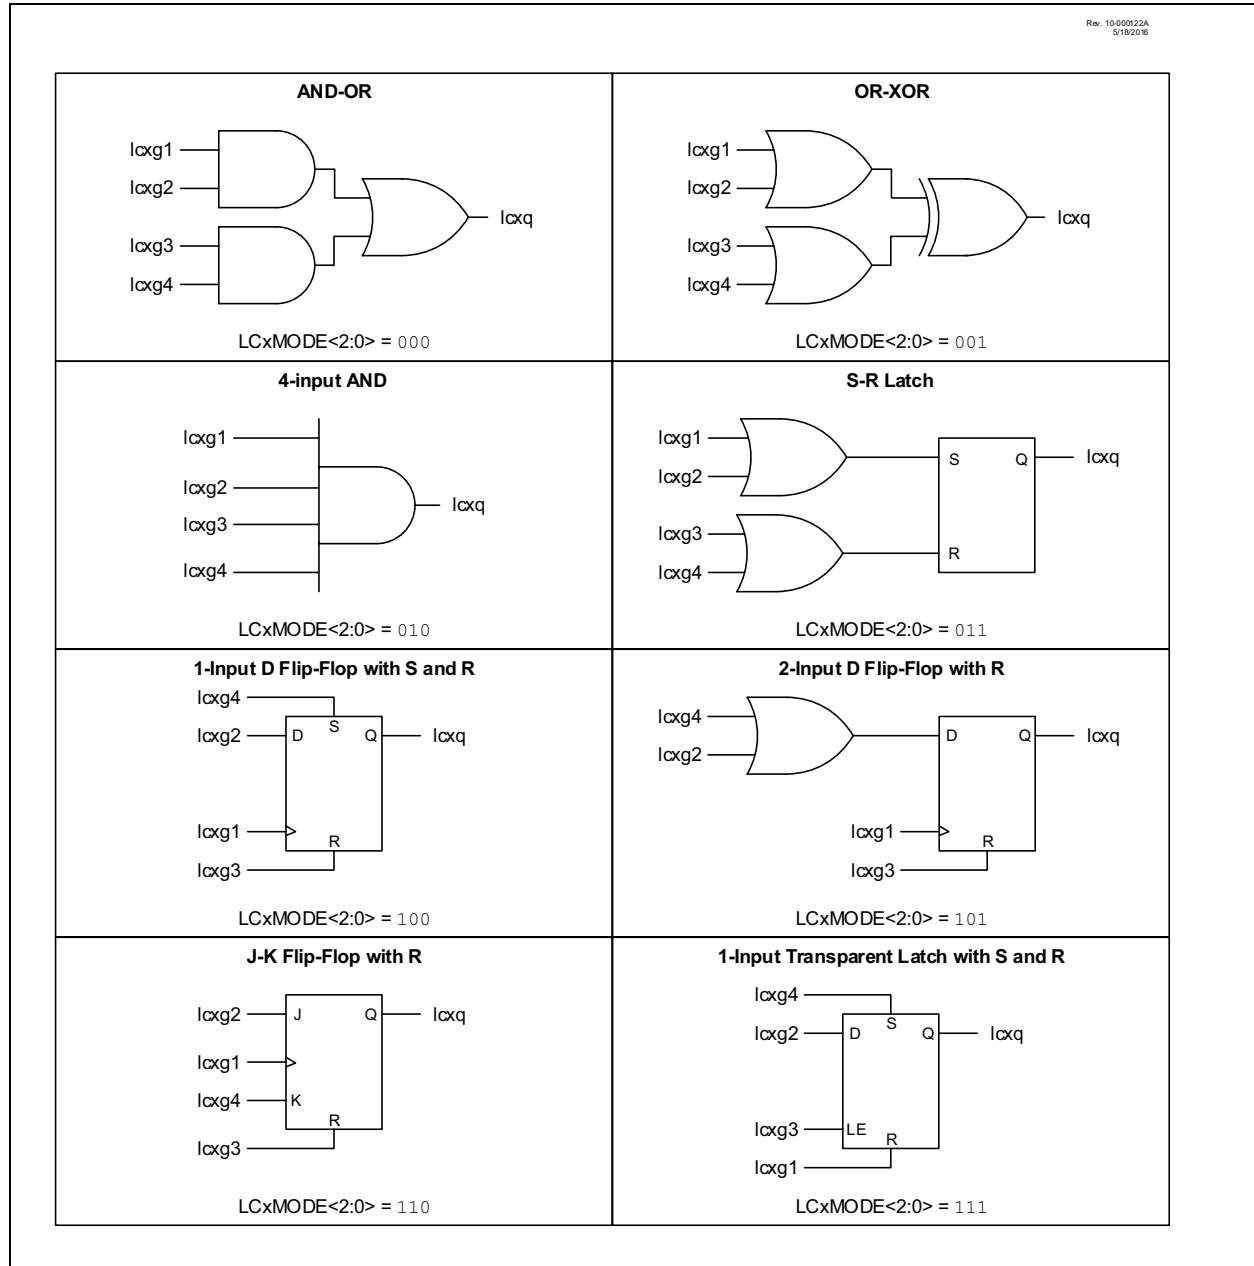 Rev. 10-000122A
5/18/2016
AND-OR
lcxg1
lcxg2
lcxg3
lcxg4
lcxq
LCxMODE<2:0> = 000
OR-XOR
lcxg1
lcxg2
lcxg3
lcxg4
lcxq
LCxMODE<2:0> = 001
4-input AND
lcxg1
lcxg2
lcxg3
lcxg4
lcxq
LCxMODE<2:0> = 010
S-R Latch
lcxg1
lcxg2
lcxg3
lcxg4
S
Q
lcxq
R
LCxMODE<2:0> = 011
1-Input D Flip-Flop with S and R
lcxg4
S
lcxg2
D
Q
lcxq
lcxg1
R
lcxg3
LCxMODE<2:0> = 100
2-Input D Flip-Flop with R
lcxg4
lcxg2
D
Q
lcxq
lcxg1
R
lcxg3
LCxMODE<2:0> = 101
J-K Flip-Flop with R
lcxg2
J
Q
lcxq
lcxg1
lcxg4
K
R
lcxg3
LCxMODE<2:0> = 110
1-Input Transparent Latch with S and R
lcxg4
S
lcxg2
D
Q
lcxq
lcxg3
LE
R
lcxg1
LCxMODE<2:0> = 111